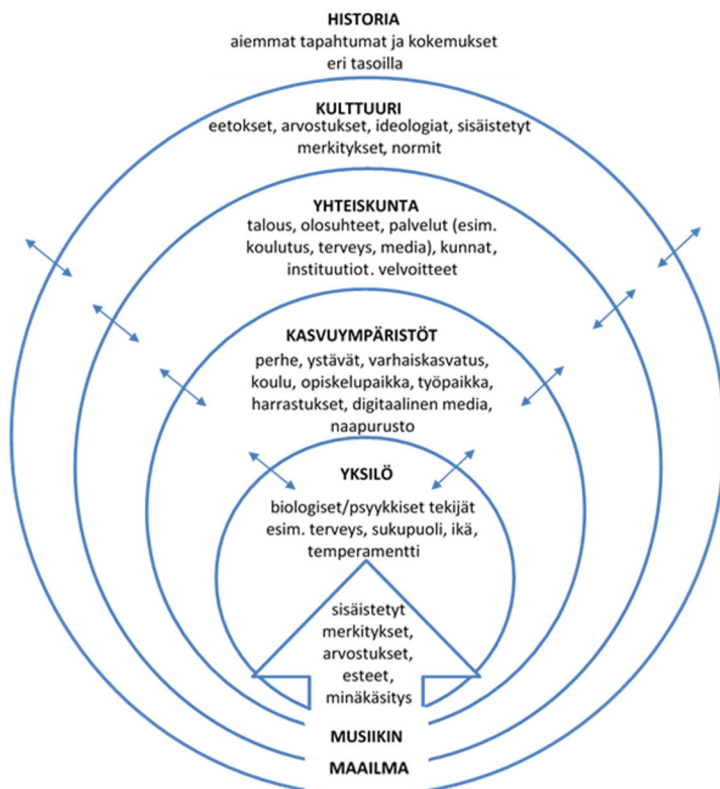 HISTORIA
aiemmat tapahtumat ja kokemukset
eri tasoilla
KULTTUURI
eetokset, arvostukset, ideologiat, sisäistetyt
merkitykset, normit
YHTEISKUNTA
talous, olosuhteet, palvelut (esim.
koulutus, terveys, media), kunnat,
instituutiot. velvoitteet
KASVUYMPÄRISTÖT
perhe, ystävät, varhaiskasvatus,
koulu, opiskelupaikka, työpaikka,
harrastukset, digitaalinen media,
naapurusto
YKSILÖ
biologiset/psyykkiset tekijät
esim. terveys, sukupuoli, ikä,
temperamentti
sisäistetyt
merkitykset,
arvostukset,
esteet,
minäkäsitys
MUSIIKIN
MAAILMA